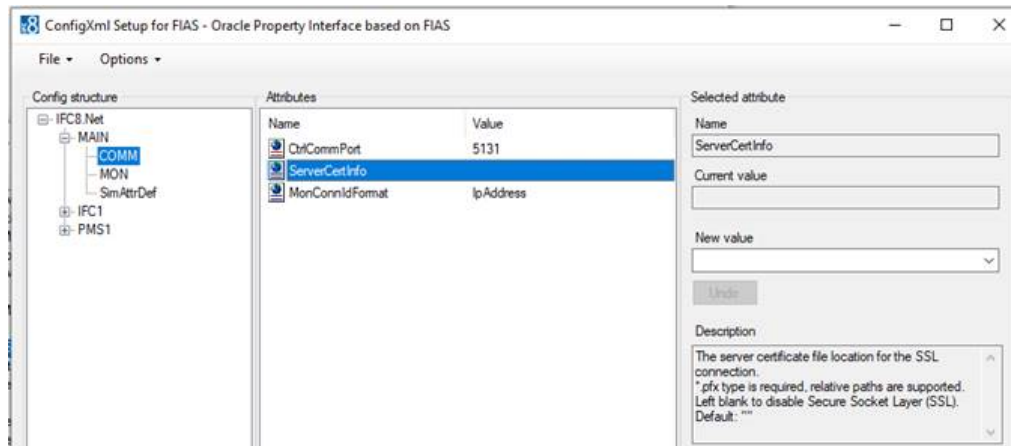 ConfigXml Setup for FIAS - Oracle Property Interface based on FIAS
File Options
Config structure
IFC8.Net
MAIN
COMM
MON
SimAttrDef
IFC1
PMS1
Attributes
Name Value
CtrlCommPort 5131
ServerCertInfo
MonConnIdFormat IpAddress
Selected attribute
Name
ServerCertInfo
Current value
New value
Undo
Description
The server certificate file location for the SSL
connection.
*.pfx type is required, relative paths are supported.
Left blank to disable Secure Socket Layer (SSL).
Default: ""